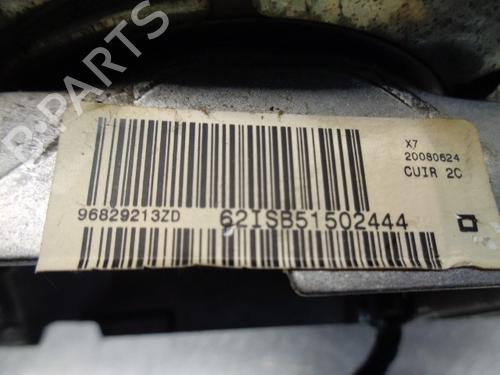 B-PARTS
X7
20080624
CUIR 2C
96829213ZD
62ISB51502444